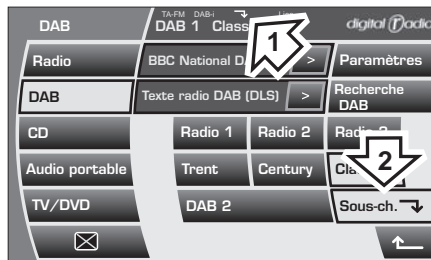 DAB
TA-FM DAB-i
DAB 1 Class
digital Radio
1
Radio
BBC National D
>
Paramètres
DAB
Texte radio DAB (DLS)
>
Recherche
DAB
CD
Radio 1
Radio 2
Audio portable
Trent
Century
2
TV/DVD
DAB 2
Sous-ch.